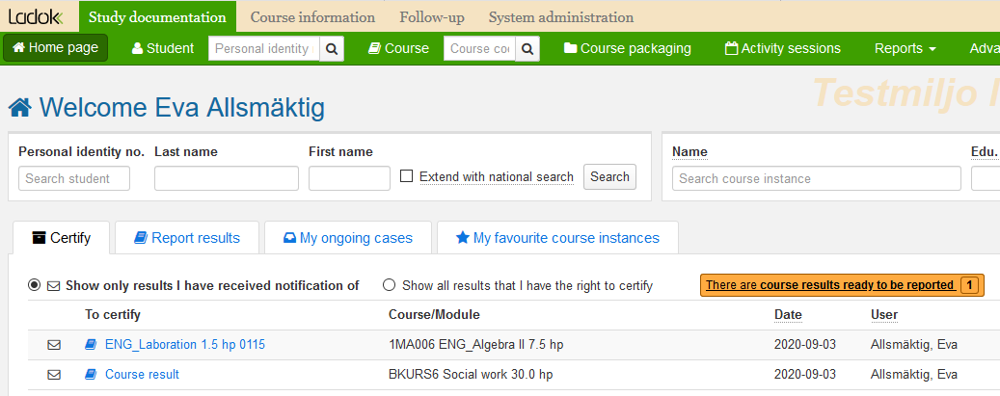 Ladok Study documentation Course information Follow-up System administration
Home page Student Personal identity Course Course co Course packaging Activity sessions Reports Adva
Testmiljo
Welcome Eva Allsmäktig
Personal identity no. Last name First name Name Edu.
Search student Extend with national search Search Search course instance
Certify Report results My ongoing cases My favourite course instances
Show only results I have received notification of Show all results that I have the right to certify There are course results ready to be reported 1
To certify Course/Module Date User
ENG_Laboration 1.5 hp 0115 1MA006 ENG_Algebra II 7.5 hp 2020-09-03 Allsmäktig, Eva
Course result BKURS6 Social work 30.0 hp 2020-09-03 Allsmäktig, Eva